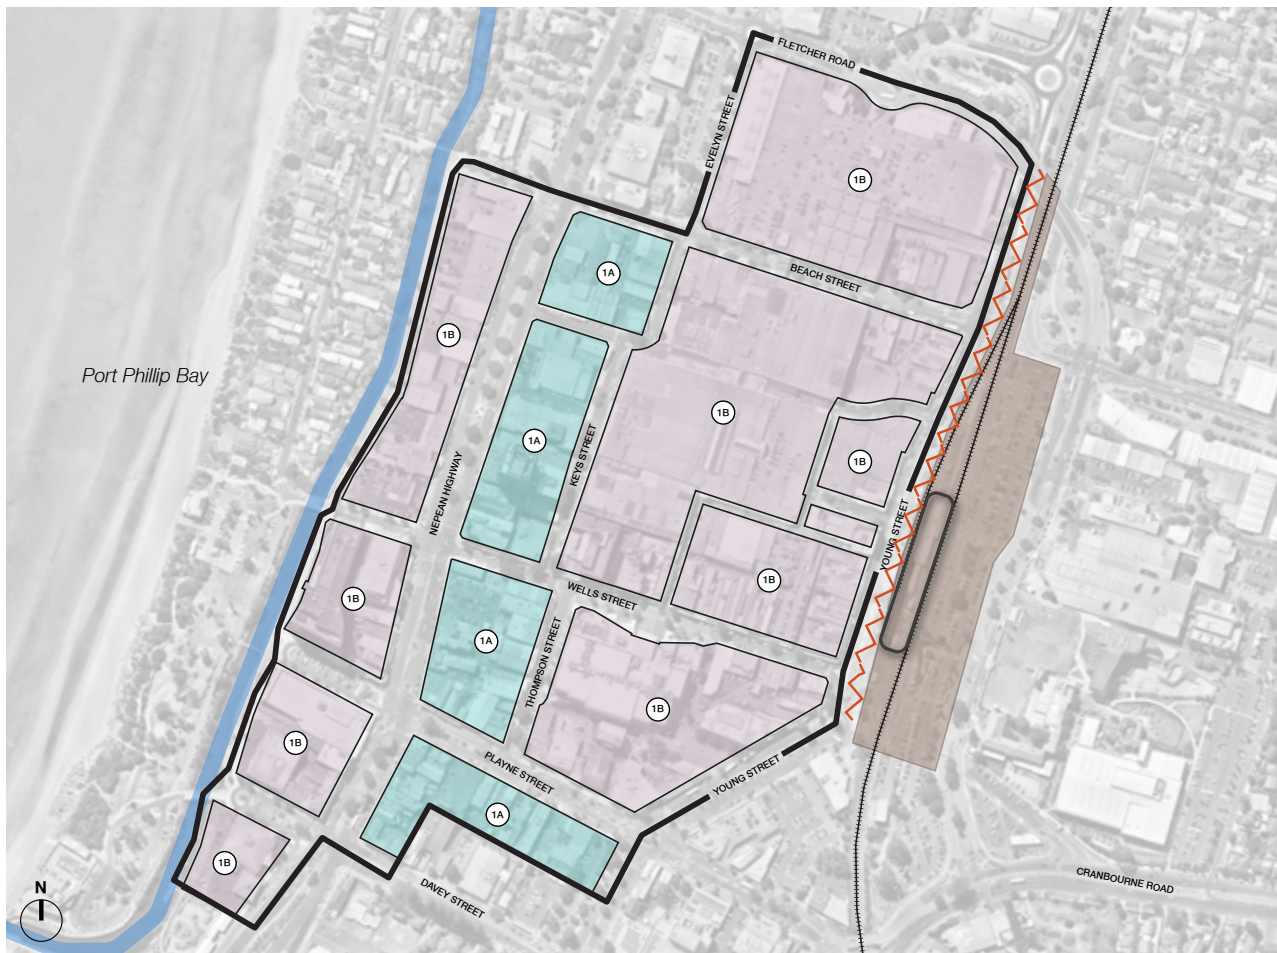 FLETCHER ROAD
EVELYN STREET
1B
1A
BEACH STREET
1B
Port Phillip Bay
1B
1A
KEYS STREET
1B
NEPEAN HIGHWAY
YOUNG STREET
1B
WELLS STREET
1B
1A
THOMPSON STREET
1B
1B
PLAYNE STREET
YOUNG STREET
1A
1B
DAVEY STREET
CRANBOURNE ROAD
N